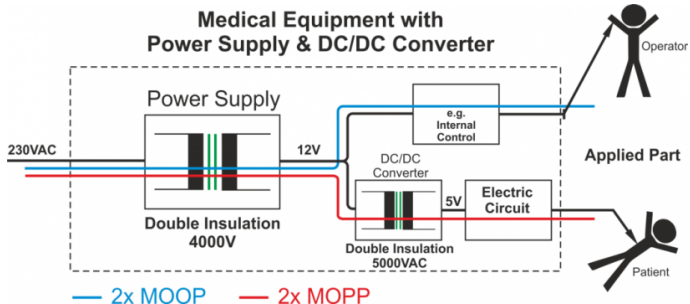 Medical Equipment with
Power Supply & DC/DC Converter
Operator
Power Supply
e.g.
Internal
Control
230VAC
12V
DC/DC
Converter
Applied Part
5V
Electric
Circuit
Double Insulation
4000V
Double Insulation
5000VAC
Patient
2x MOOP
2x MOPP